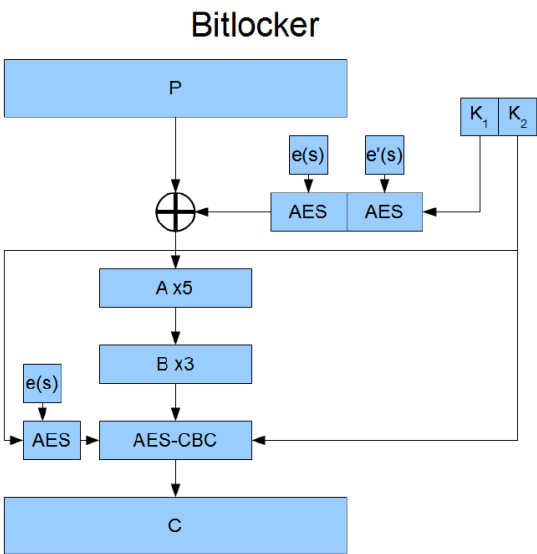 Bitlocker
P
K1 K2
e(s) e'(s)
AES AES
A x5
B x3
e(s)
AES AES-CBC
C